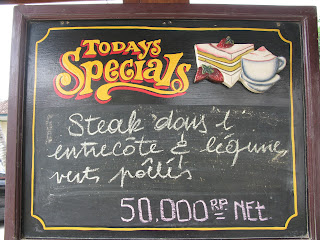 TODAYS
SPECIALS
Steak dans l'
entrecôte & légumes
verts poêlés
50.000 RP NET